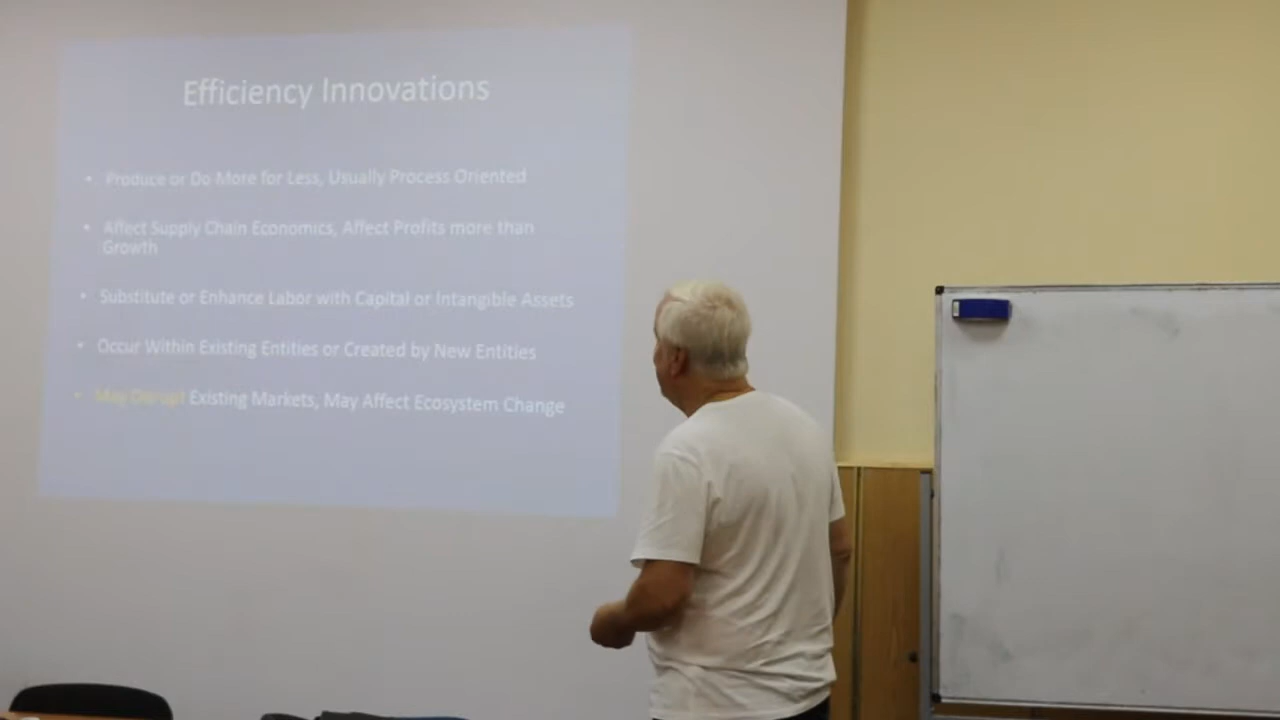 Efficiency Innovations
• Produce or Do More for Less, Usually Process Oriented
• Affect Supply Chain Economics, Affect Profits more than
Growth
• Substitute or Enhance Labor with Capital or Intangible Assets
• Occur Within Existing Entities or Created by New Entities
• May Disrupt Existing Markets, May Affect Ecosystem Change